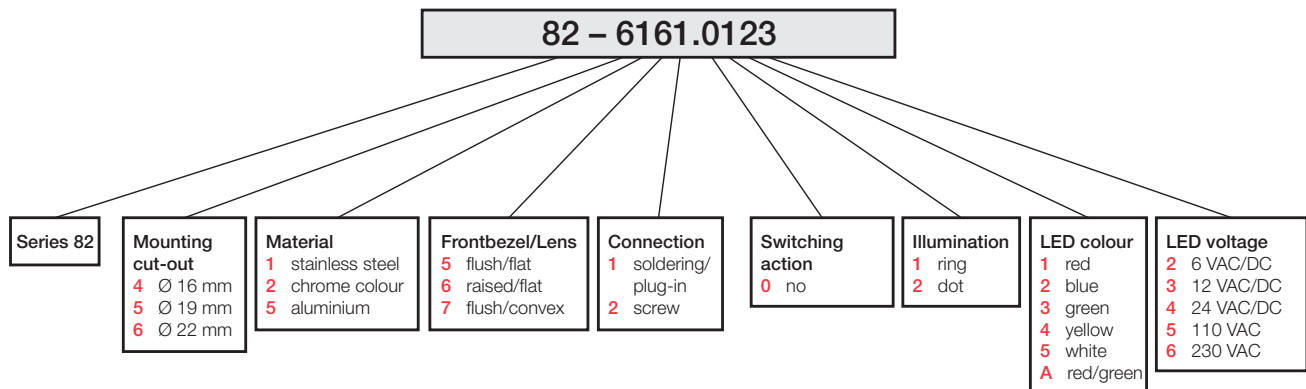 82 – 6161.0123
Series 82
Mounting
cut-out
4 Ø 16 mm
5 Ø 19 mm
6 Ø 22 mm
Material
1 stainless steel
2 chrome colour
5 aluminium
Frontbezel/Lens
5 flush/flat
6 raised/flat
7 flush/convex
Connection
1 soldering/
plug-in
2 screw
Switching
action
0 no
Illumination
1 ring
2 dot
LED colour
1 red
2 blue
3 green
4 yellow
5 white
A red/green
LED voltage
2 6 VAC/DC
3 12 VAC/DC
4 24 VAC/DC
5 110 VAC
6 230 VAC